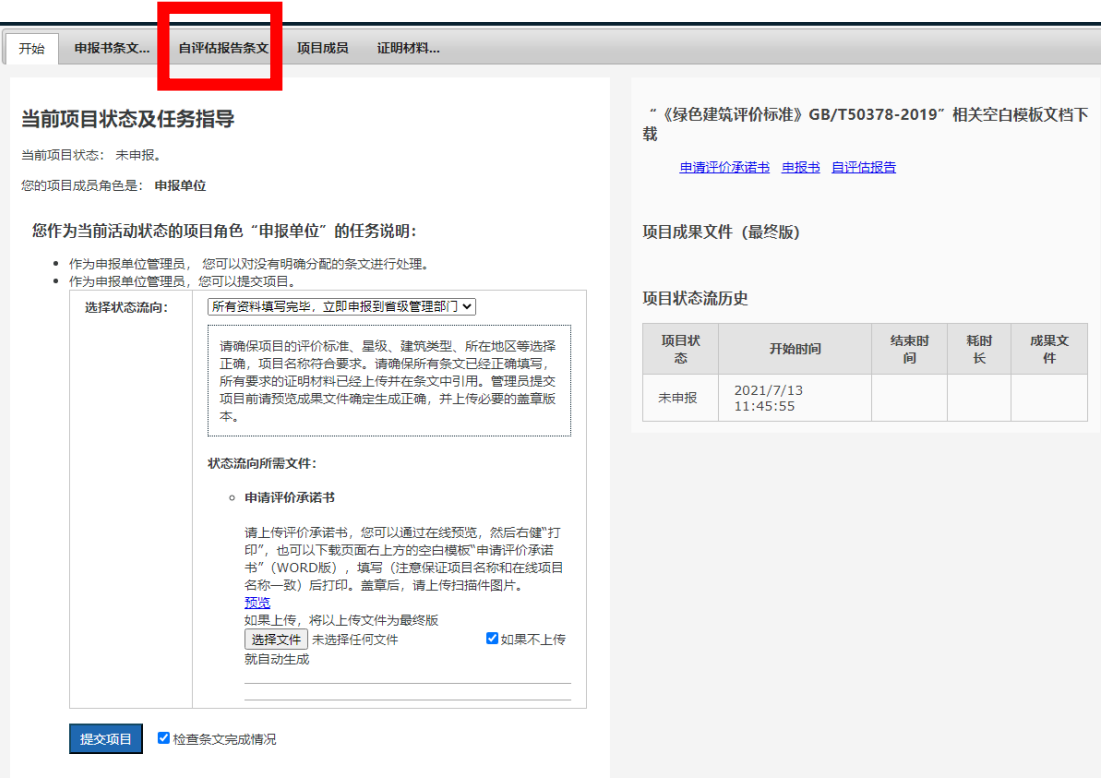 开始 申报书条文... 自评估报告条文 项目成员 证明材料...
当前项目状态及任务指导
当前项目状态： 未申报。
您的项目成员角色是： 申报单位
您作为当前活动状态的项目角色“申报单位”的任务说明：
作为申报单位管理员， 您可以对没有明确分配的条文进行处理。
作为申报单位管理员，您可以提交项目。
选择状态流向：
所有资料填写完毕，立即申报到省级管理部门
请确保项目的评价标准、星级、建筑类型、所在地区等选择
正确，项目名称符合要求。请确保所有条文已经正确填写，
所有要求的证明材料已经上传并在条文中引用。管理员提交
项目前请预览成果文件确定生成正确，并上传必要的盖章版
本。
状态流向所需文件：
申请评价承诺书
请上传评价承诺书，您可以通过在线预览，然后右健“打
印”，也可以下载页面右上方的空白模板“申请评价承诺
书”（WORD版），填写（注意保证项目名称和在线项目
名称一致）后打印。盖章后，请上传扫描件图片。
预览
如果上传，将以上传文件为最终版
选择文件 未选择任何文件 如果不上传
就自动生成
提交项目 检查条文完成情况
“《绿色建筑评价标准》GB/T50378-2019”相关空白模板文档下
载
申请评价承诺书 申报书 自评估报告
项目成果文件（最终版）
项目状态流历史
项目状
态
开始时间
结束时
间
耗时
长
成果文
件
未申报
2021/7/13
11:45:55